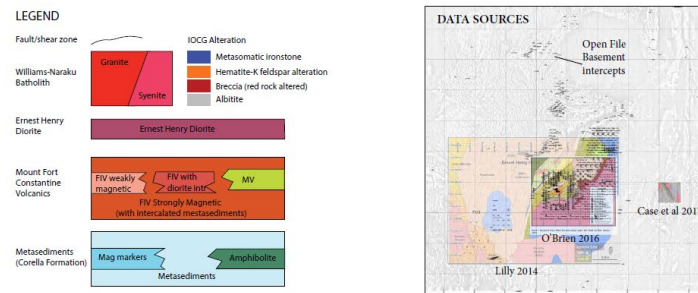 LEGEND
Fault/shear zone
IOCG Alteration
Metasomatic ironstone
Hematite-K feldspar alteration
Breccia (red rock altered)
Albitite
Williams-Naraku
Batholith
Granite
Syenite
Ernest Henry
Diorite
Ernest Henry Diorite
Mount Fort
Constantine
Volcanics
FIV weakly
magnetic
FIV with
diorite Intr
MV
FIV Strongly Magnetic
(with intercalated mestasediments)
Metasediments
(Corella Formation)
Mag markers
Amphibolite
Metasediments
DATA SOURCES
Open File
Basement
intercepts
Case et al 201
O'Brien 2016
Lilly 2014